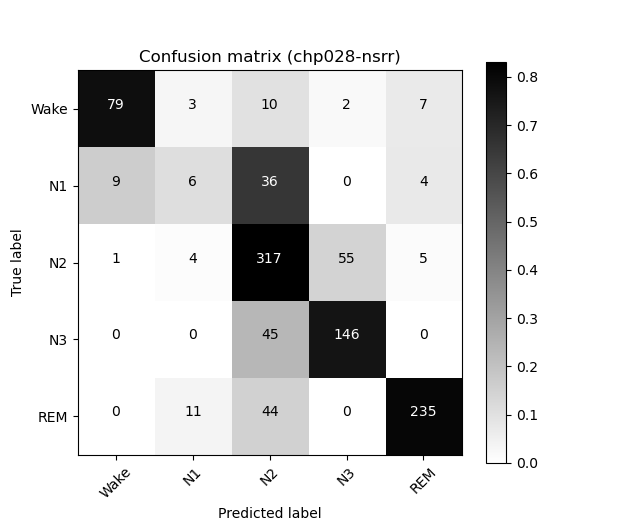 Confusion matrix (chp028-nsrr)
Wake 79 3 10 2 7
N1 9 6 36 0 4
N2 1 4 317 55 5
N3 0 0 45 146 0
REM 0 11 44 0 235
Wake N1 N2 N3 REM
Predicted label
True label
0.8
0.7
0.6
0.5
0.4
0.3
0.2
0.1
0.0